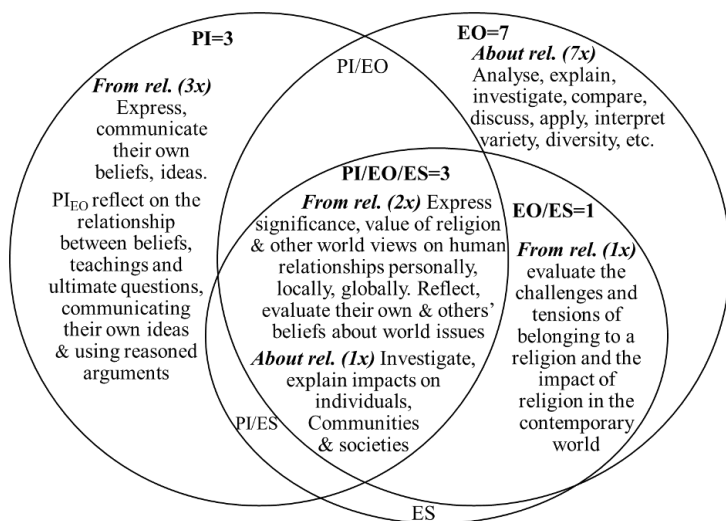 PI=3
From rel. (3x)
Express,
communicate
their own
beliefs, ideas.
PIEO reflect on the
relationship
between beliefs,
teachings and
ultimate questions,
communicating
their own ideas
& using reasoned
arguments
PI/EO
EO=7
About rel. (7x)
Analyse, explain,
investigate, compare,
discuss, apply, interpret
variety, diversity, etc.
PI/EO/ES=3
From rel. (2x) Express
significance, value of religion
& other world views on human
relationships personally,
locally, globally. Reflect,
evaluate their own & others’
beliefs about world issues
About rel. (1x) Investigate,
explain impacts on
individuals,
Communities
& societies
EO/ES=1
From rel. (1x)
evaluate the
challenges and
tensions of
belonging to a
religion and the
impact of
religion in the
contemporary
world
PI/ES
ES